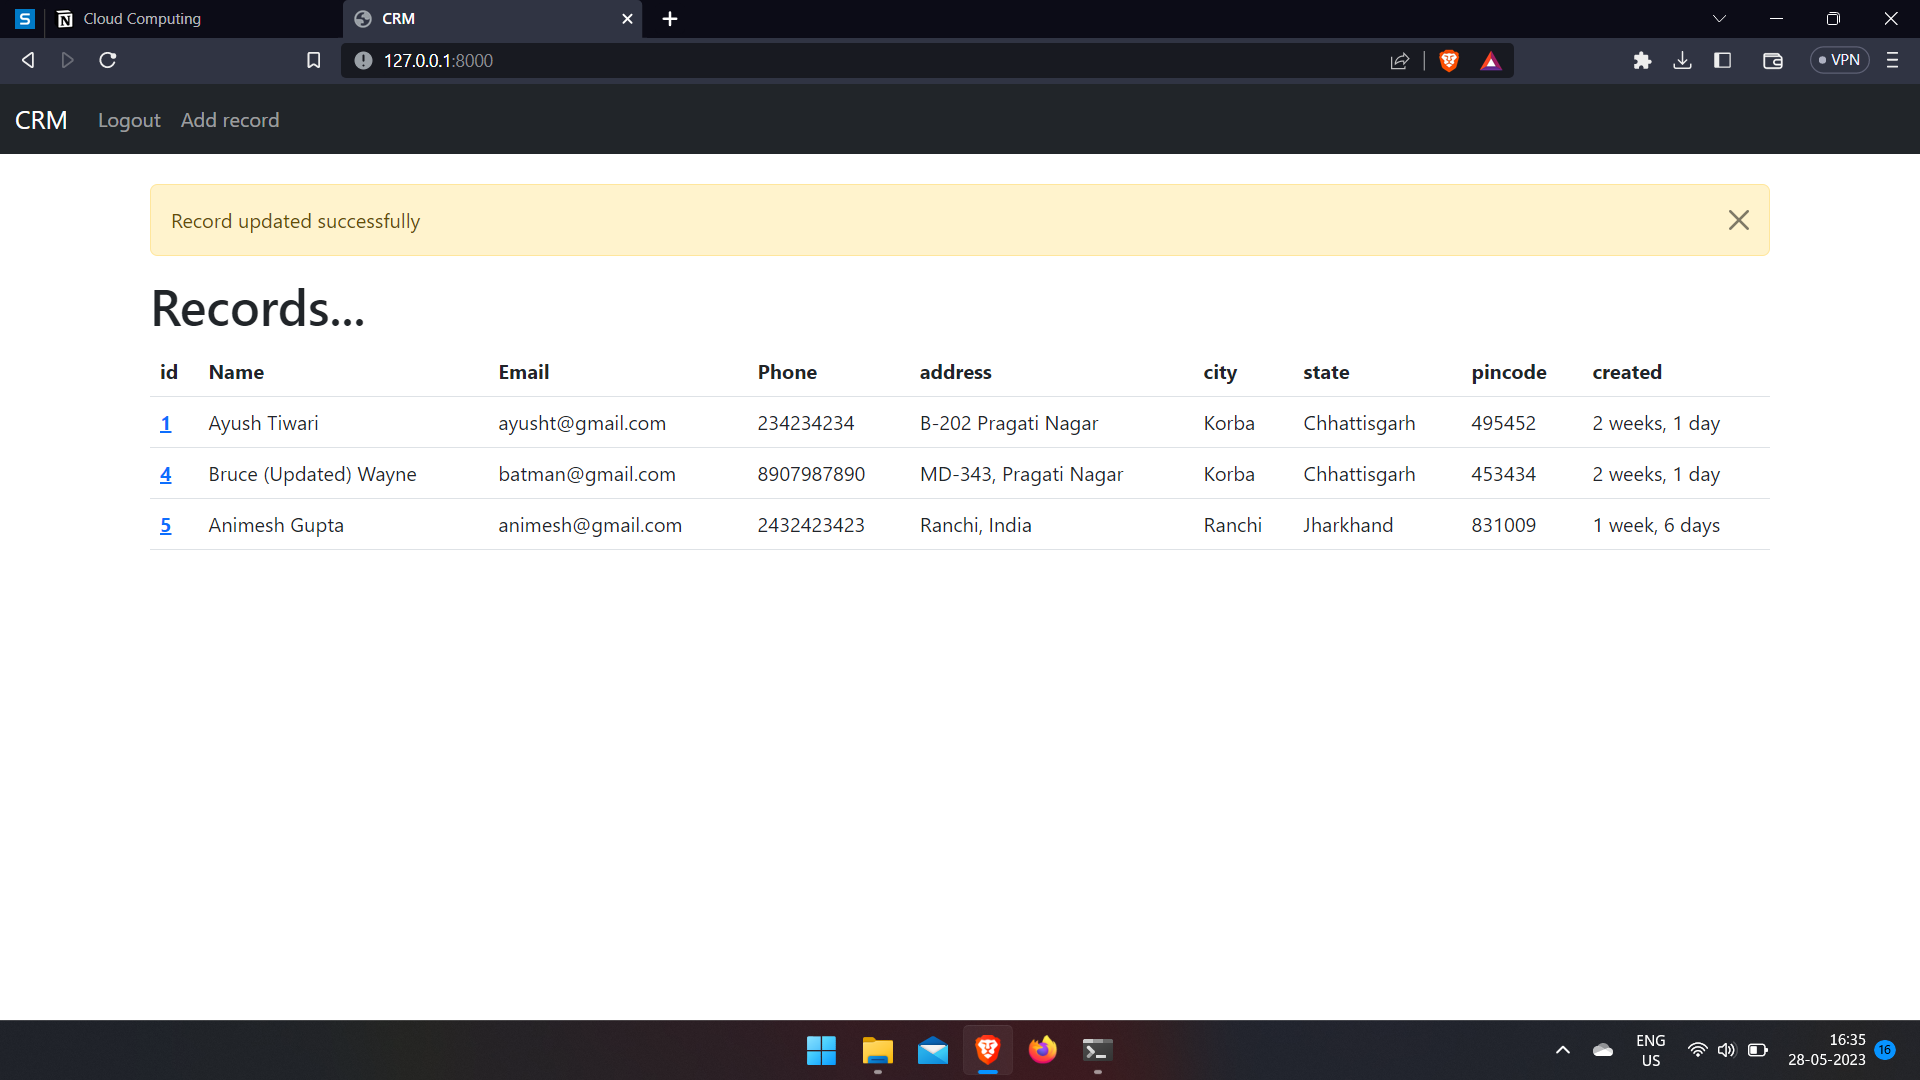 S Cloud Computing CRM
127.0.0.1:8000 VPN
CRM Logout Add record
Record updated successfully
Records...
id Name Email Phone address city state pincode created
1 Ayush Tiwari ayusht@gmail.com 234234234 B-202 Pragati Nagar Korba Chhattisgarh 495452 2 weeks, 1 day
4 Bruce (Updated) Wayne batman@gmail.com 8907987890 MD-343, Pragati Nagar Korba Chhattisgarh 453434 2 weeks, 1 day
5 Animesh Gupta animesh@gmail.com 2432423423 Ranchi, India Ranchi Jharkhand 831009 1 week, 6 days
ENG 16:35
US 28-05-2023 16